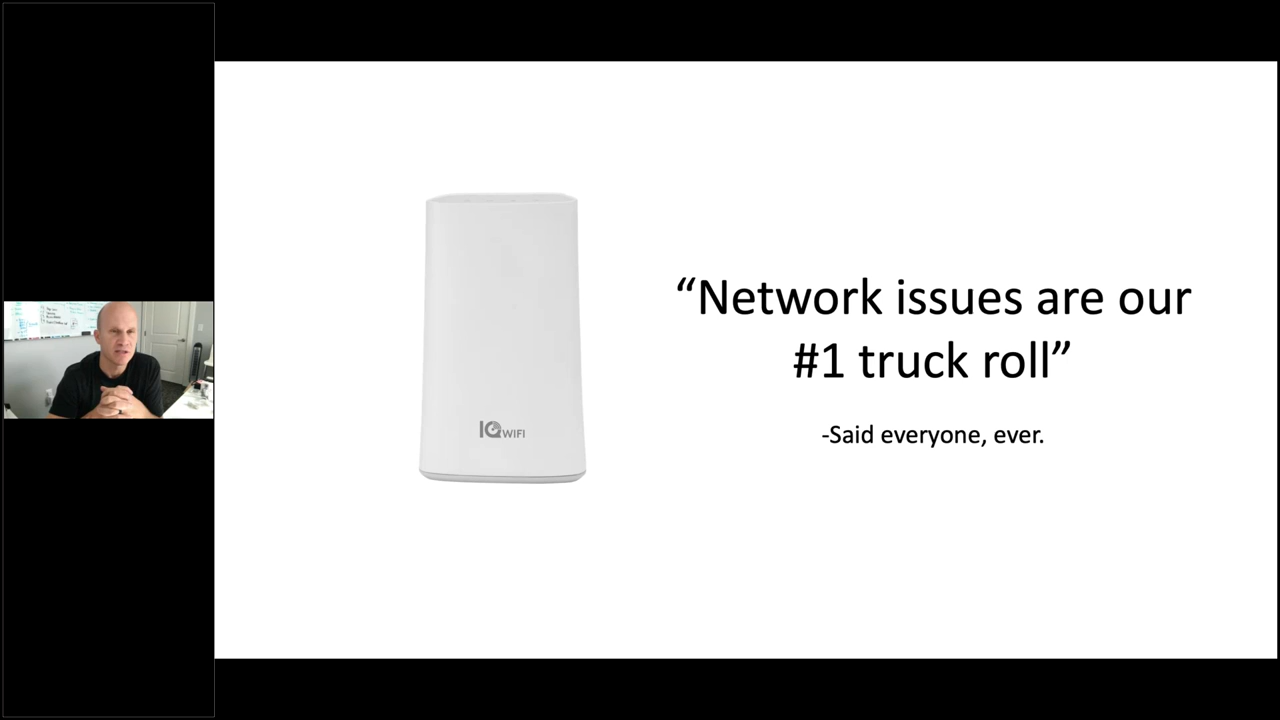 “Network issues are our
#1 truck roll”
-Said everyone, ever.
IQ WIFI